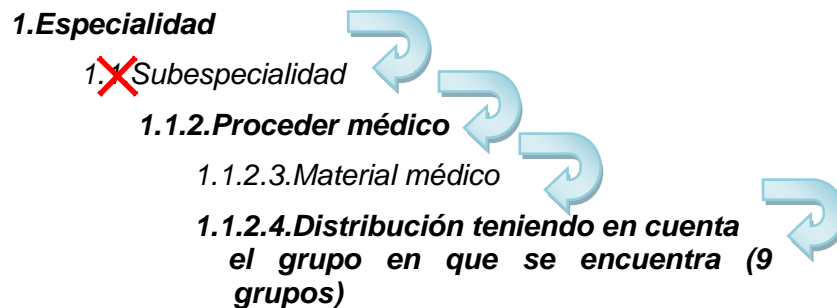 1.Especialidad
1.1 Subespecialidad
1.1.2.Proceder médico
1.1.2.3.Material médico
1.1.2.4.Distribución teniendo en cuenta
el grupo en que se encuentra (9
grupos)